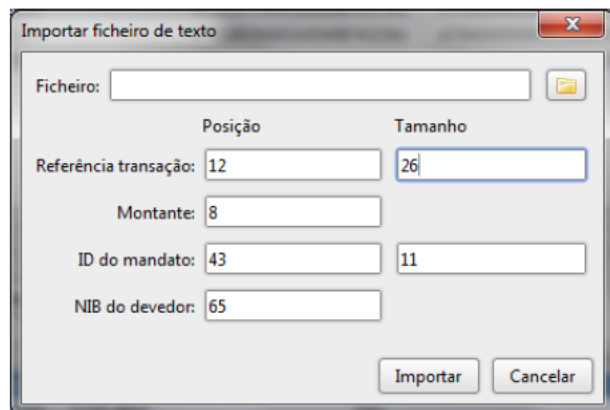 Importar ficheiro de texto
Ficheiro:
Posição Tamanho
Referência transação: 12 26
Montante: 8
ID do mandato: 43 11
NIB do devedor: 65
Importar Cancelar